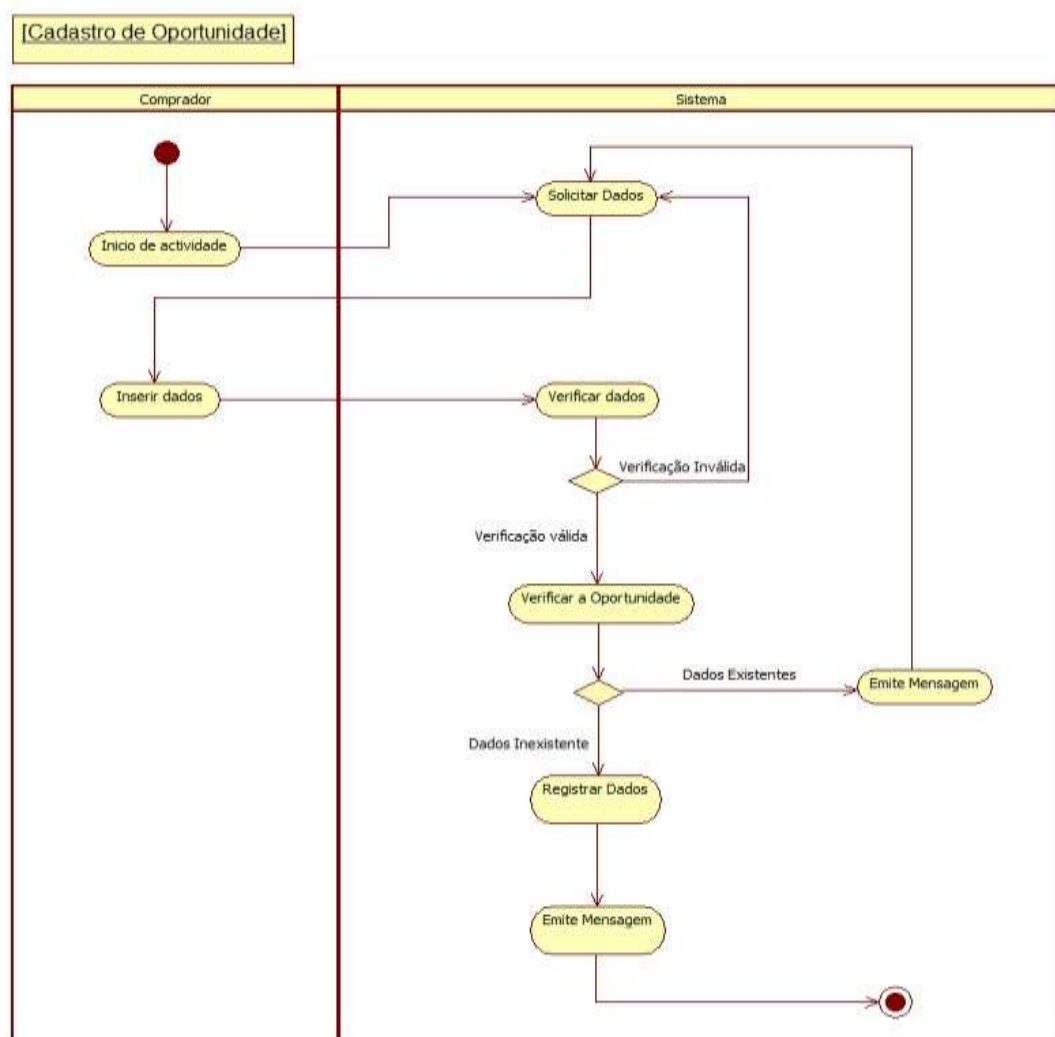 [Cadastro de Oportunidade]
Comprador
Sistema
Solicitar Dados
Inicio de actividade
Inserir dados
Verificar dados
Verificação Inválida
Verificação válida
Verificar a Oportunidade
Dados Existentes
Emite Mensagem
Dados Inexistente
Registrar Dados
Emite Mensagem